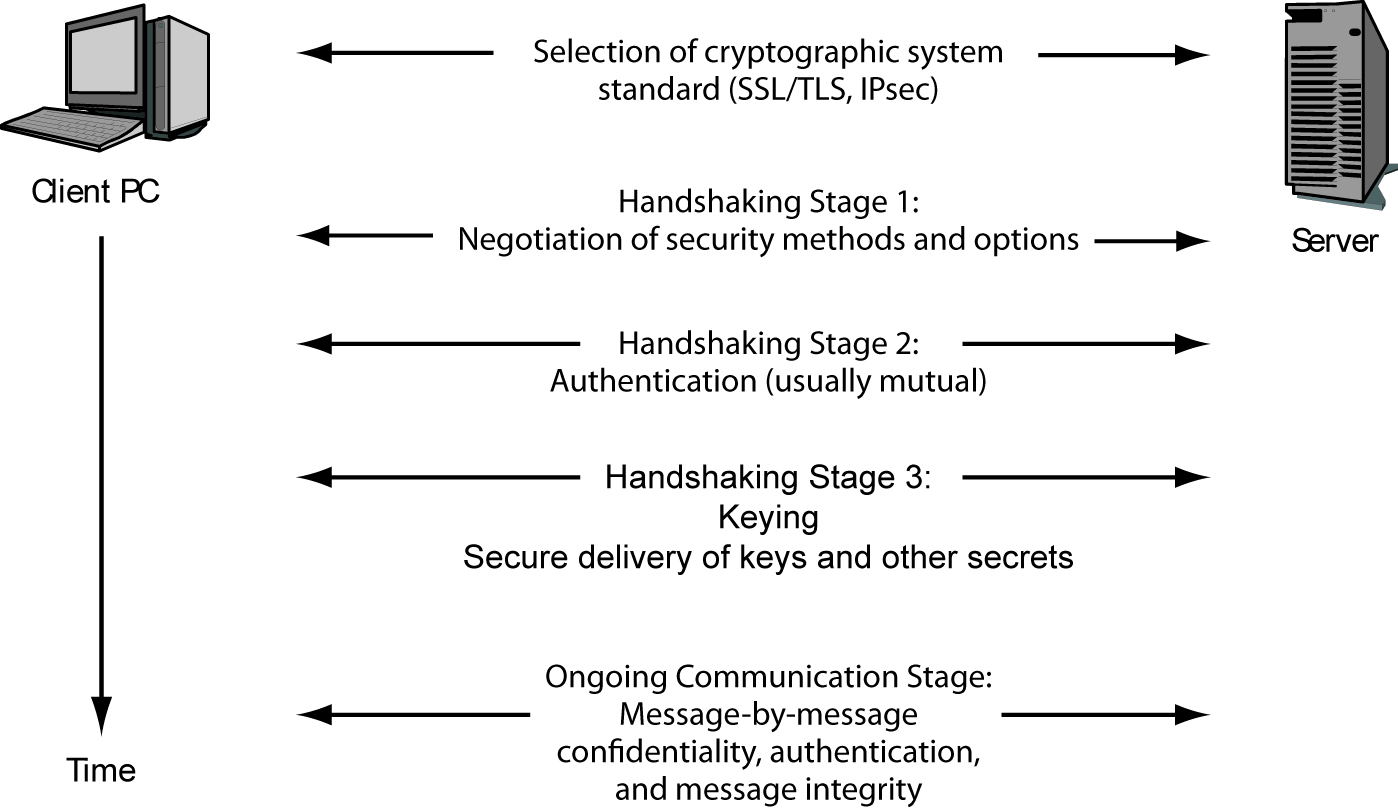 Selection of cryptographic system
standard (SSL/TLS, IPsec)
Client PC
Handshaking Stage 1:
Negotiation of security methods and options
Server
Handshaking Stage 2:
Authentication (usually mutual)
Handshaking Stage 3:
Keying
Secure delivery of keys and other secrets
Ongoing Communication Stage:
Message-by-message
confidentiality, authentication,
and message integrity
Time